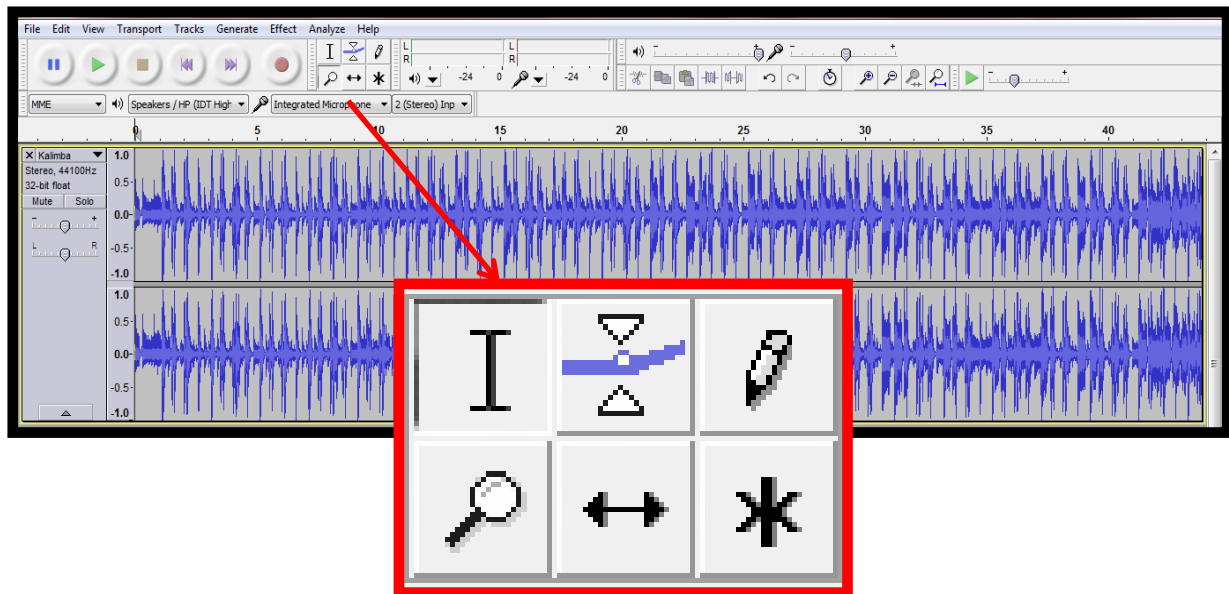 File Edit View Transport Tracks Generate Effect Analyze Help
L L
R R
-24 0 -24 0
- + - +
- +
MME Speakers / HP (IDT High Integrated Microphone 2 (Stereo) Inp
0 5 10 15 20 25 30 35 40
X Kalimba 1.0
Stereo, 44100Hz
32-bit float 0.5-
Mute Solo
- + 0.0-
L R -0.5-
-1.0
1.0
0.5-
0.0-
-0.5-
-1.0